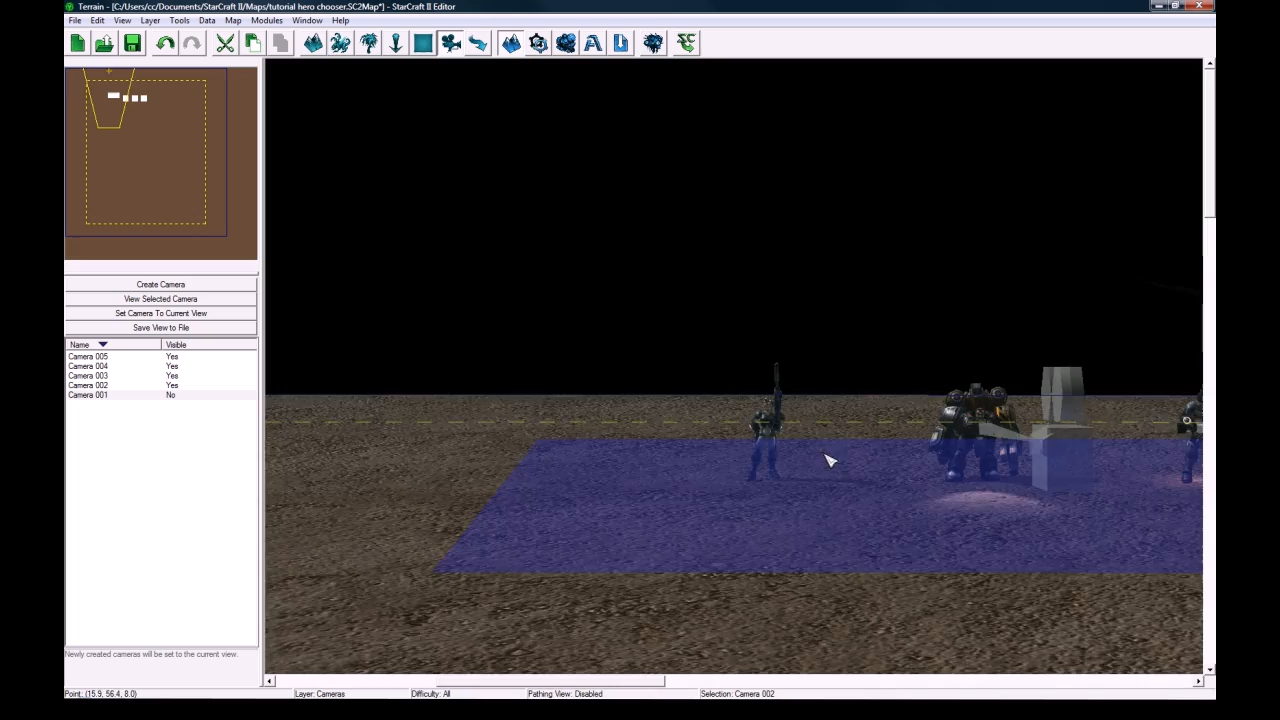 Terrain - [C:/Users/cc/Documents/StarCraft II/Maps/tutorial hero chooser.SC2Map*] - StarCraft II Editor
File Edit View Layer Tools Data Map Modules Window Help
Create Camera
View Selected Camera
Set Camera To Current View
Save View to File
Name Visible
Camera 005 Yes
Camera 004 Yes
Camera 003 Yes
Camera 002 Yes
Camera 001 No
Newly created cameras will be set to the current view.
Point: (15.9, 56.4, 8.0) Layer: Cameras Difficulty: All Pathing View: Disabled Selection: Camera 002